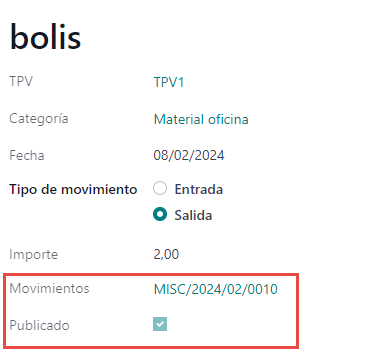 bolis
TPV TPV1
Categoría Material oficina
Fecha 08/02/2024
Tipo de movimiento Entrada
Salida
Importe 2,00
Movimientos MISC/2024/02/0010
Publicado